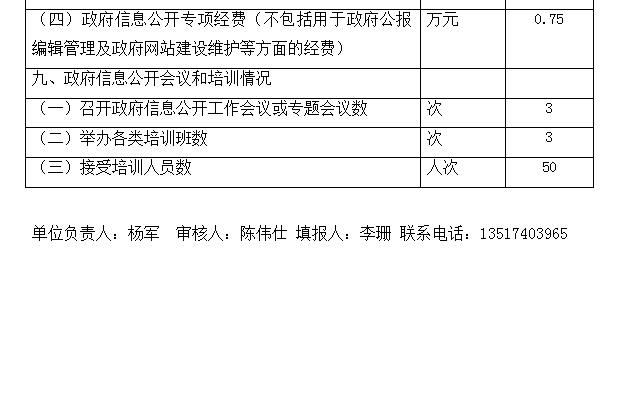 （四）政府信息公开专项经费（不包括用于政府公报 万元 0.75
编辑管理及政府网站建设维护等方面的经费）
九、政府信息公开会议和培训情况
（一）召开政府信息公开工作会议或专题会议数 次 3
（二）举办各类培训班数 次 3
（三）接受培训人员数 人次 50
单位负责人：杨军 审核人：陈伟仕 填报人：李珊 联系电话：13517403965